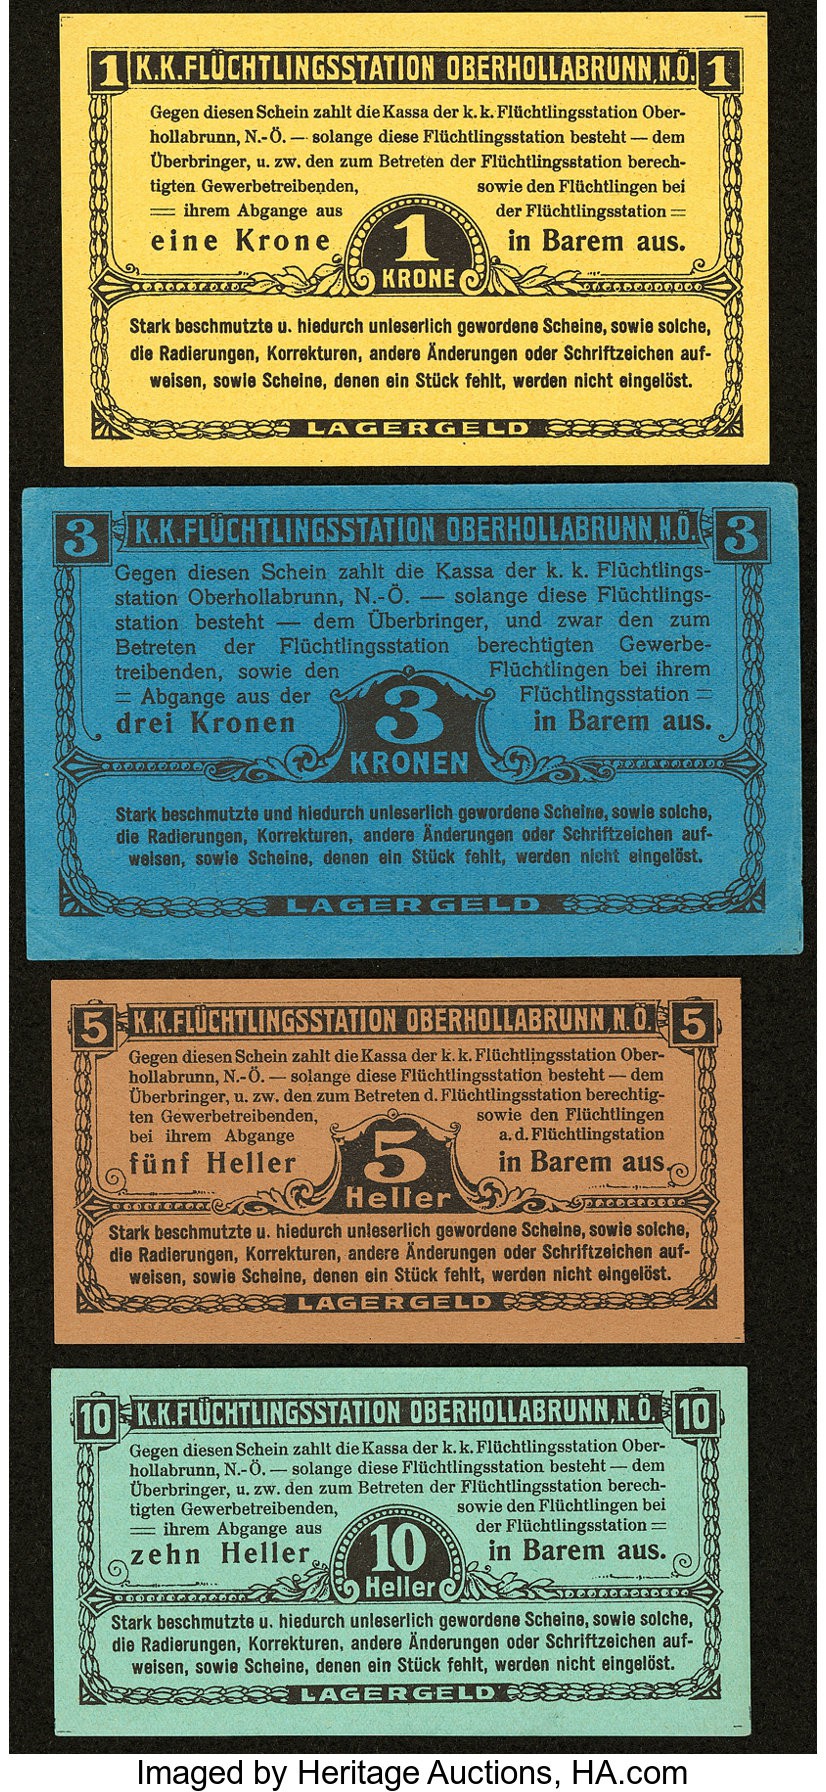 1 K.K.FLÜCHTLINGSSTATION OBERHOLLABRUNN,N.Ö. 1
Gegen diesen Schein zahlt die Kassa der k. k. Flüchtlingsstation Ober-
hollabrunn, N.-Ö. — solange diese Flüchtlingsstation besteht — dem
Überbringer, u. zw. den zum Betreten der Flüchtlingsstation berech-
tigten Gewerbetreibenden, sowie den Flüchtlingen bei
= ihrem Abgange aus der Flüchtlingsstation =
eine Krone in Barem aus.
1
KRONE
Stark beschmutzte u. hiedurch unleserlich gewordene Scheine, sowie solche,
die Radierungen, Korrekturen, andere Änderungen oder Schriftzeichen auf-
weisen, sowie Scheine, denen ein Stück fehlt, werden nicht eingelöst.
LAGERGELD
3 K.K.FLÜCHTLINGSSTATION OBERHOLLABRUNN,N.Ö. 3
Gegen diesen Schein zahlt die Kassa der k. k. Flüchtlings-
station Oberhollabrunn, N.-Ö. — solange diese Flüchtlings-
station besteht — dem Überbringer, und zwar den zum
Betreten der Flüchtlingsstation berechtigten Gewerbe-
treibenden, sowie den Flüchtlingen bei ihrem
= Abgange aus der Flüchtlingsstation =
drei Kronen in Barem aus.
3
KRONEN
Stark beschmutzte und hiedurch unleserlich gewordene Scheine, sowie solche,
die Radierungen, Korrekturen, andere Änderungen oder Schriftzeichen auf-
weisen, sowie Scheine, denen ein Stück fehlt, werden nicht eingelöst.
LAGERGELD
5 K.K.FLÜCHTLINGSSTATION OBERHOLLABRUNN,N.Ö. 5
Gegen diesen Schein zahlt die Kassa der k. k. Flüchtlingsstation Ober-
hollabrunn, N.-Ö. — solange diese Flüchtlingsstation besteht — dem
Überbringer, u. zw. den zum Betreten d. Flüchtlingsstation berechtig-
ten Gewerbetreibenden, sowie den Flüchtlingen
bei ihrem Abgange a. d. Flüchtlingstation
fünf Heller in Barem aus.
5
Heller
Stark beschmutzte u. hiedurch unleserlich gewordene Scheine, sowie solche,
die Radierungen, Korrekturen, andere Änderungen oder Schriftzeichen auf-
weisen, sowie Scheine, denen ein Stück fehlt, werden nicht eingelöst.
LAGERGELD
10 K.K.FLÜCHTLINGSSTATION OBERHOLLABRUNN,N.Ö. 10
Gegen diesen Schein zahlt die Kassa der k. k. Flüchtlingsstation Ober-
hollabrunn, N.-Ö. — solange diese Flüchtlingsstation besteht — dem
Überbringer, u. zw. den zum Betreten der Flüchtlingsstation berech-
tigten Gewerbetreibenden, sowie den Flüchtlingen bei
= ihrem Abgange aus der Flüchtlingsstation =
zehn Heller in Barem aus.
10
Heller
Stark beschmutzte u. hiedurch unleserlich gewordene Scheine, sowie solche,
die Radierungen, Korrekturen, andere Änderungen oder Schriftzeichen auf-
weisen, sowie Scheine, denen ein Stück fehlt, werden nicht eingelöst.
LAGERGELD
Imaged by Heritage Auctions, HA.com